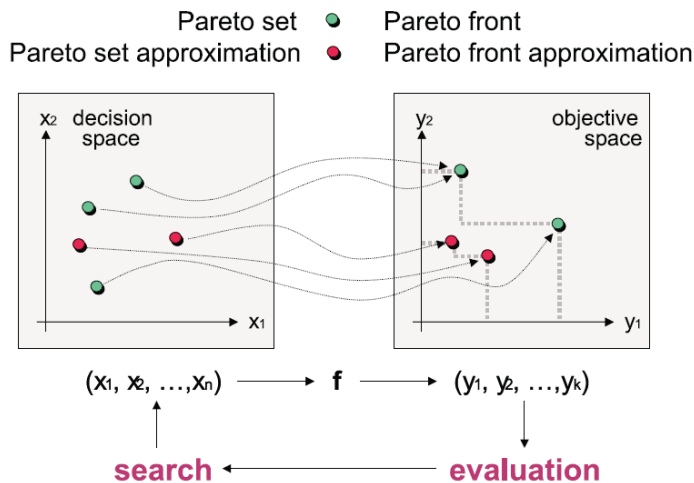 Pareto set Pareto front
Pareto set approximation Pareto front approximation
x2 decision space
y2 objective space
x1
y1
(x1, x2, ...,xn) f (y1, y2, ...,yk)
search evaluation